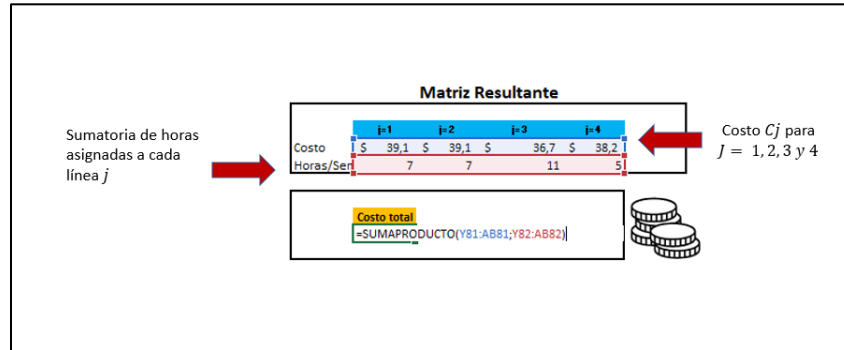 Matriz Resultante
Sumatoria de horas
asignadas a cada
línea j
j=1 j=2 j=3 j=4
Costo $ 39,1 $ 39,1 $ 36,7 $ 38,2
Horas/Sem 7 7 11 5
Costo Cj para
J = 1, 2, 3 y 4
Costo total
=SUMAPRODUCTO(Y81:AB81;Y82:AB82)